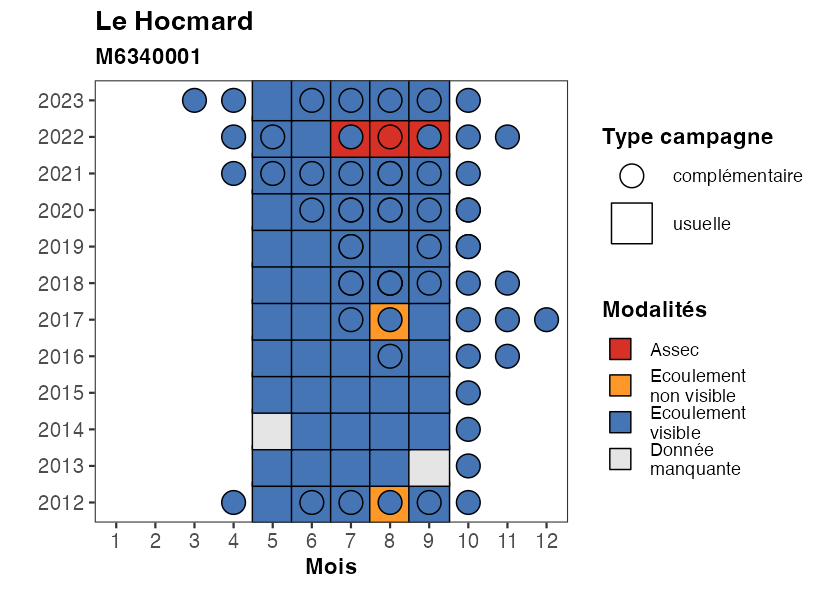 Le Hocmard
M6340001
2023
2022
2021
2020
2019
2018
2017
2016
2015
2014
2013
2012
1 2 3 4 5 6 7 8 9 10 11 12
Mois
Type campagne
complémentaire
usuelle
Modalités
Assec
Ecoulement
non visible
Ecoulement
visible
Donnée
manquante